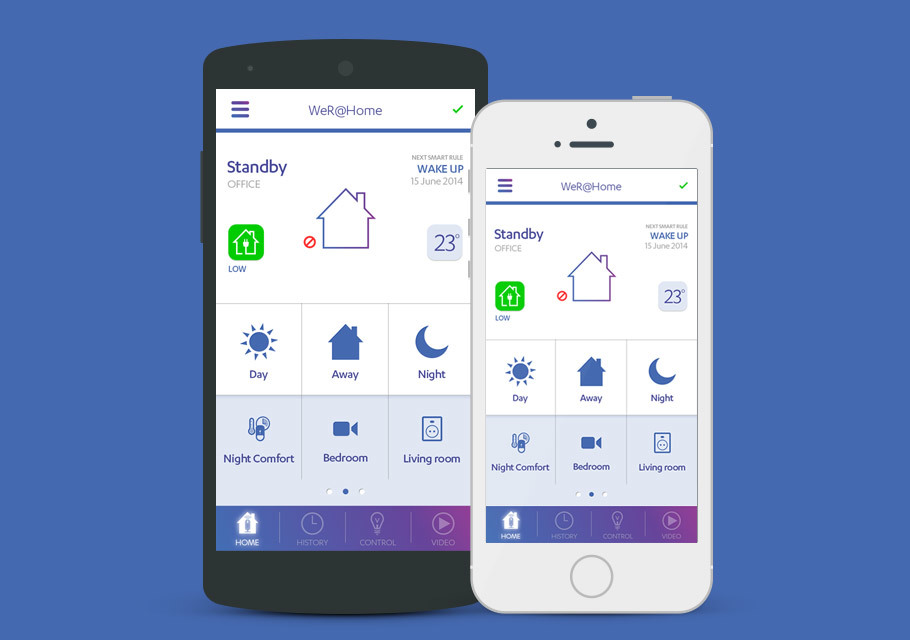 WeR@Home
Standby
OFFICE
NEXT SMART RULE
WAKE UP
15 June 2014
LOW
23°
Day
Away
Night
Night Comfort
Bedroom
Living room
HOME
HISTORY
CONTROL
VIDEO
WeR@Home
Standby
OFFICE
NEXT SMART RULE
WAKE UP
15 June 2014
LOW
23°
Day
Away
Night
Night Comfort
Bedroom
Living room
HOME
HISTORY
CONTROL
VIDEO